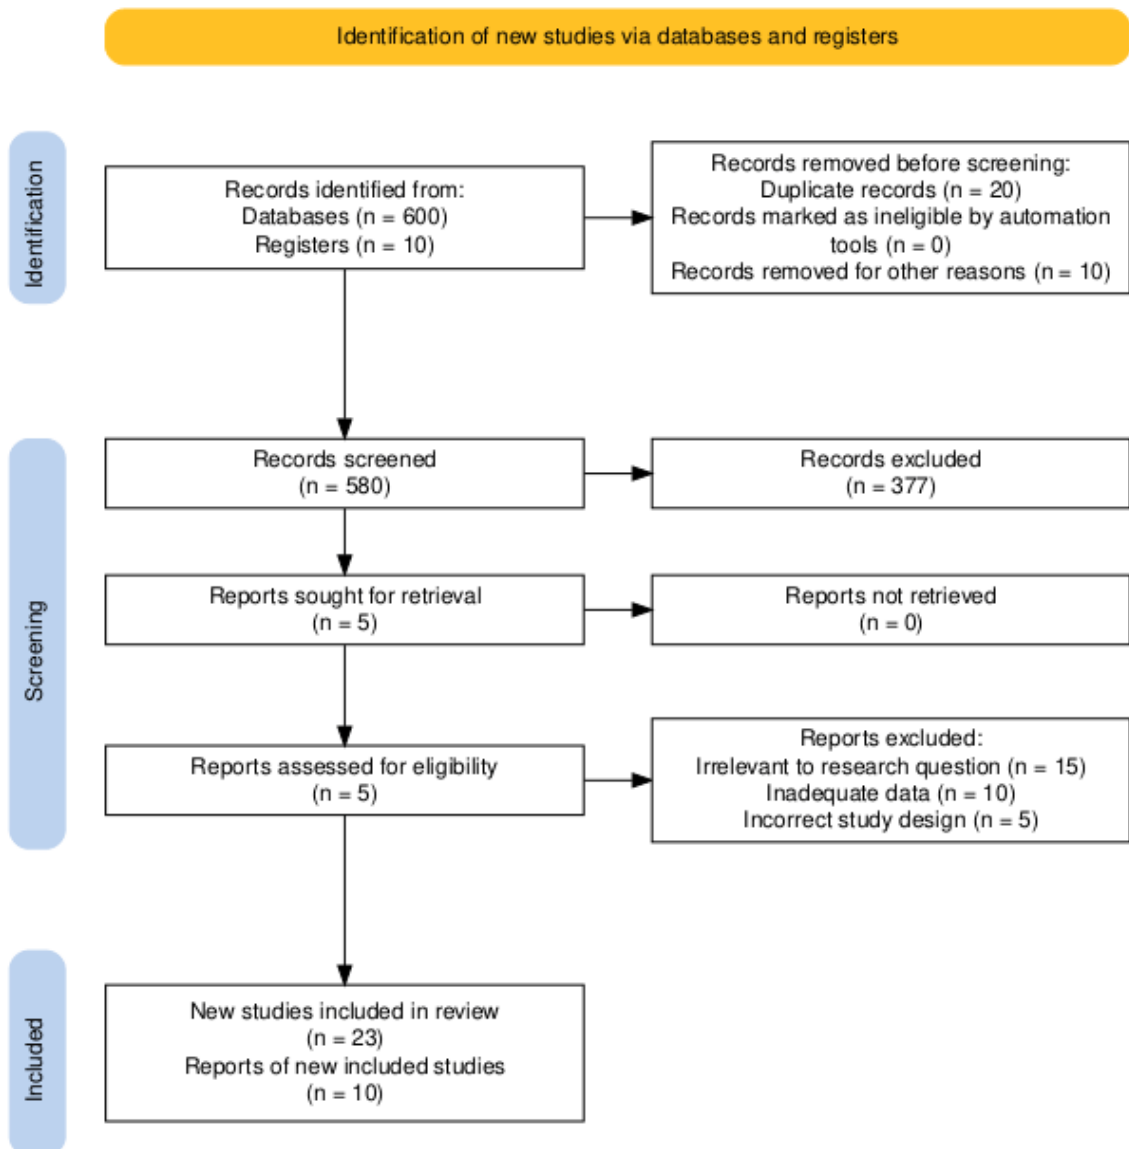 Identification of new studies via databases and registers
Identification
Records identified from:
Databases (n = 600)
Registers (n = 10)
Records removed before screening:
Duplicate records (n = 20)
Records marked as ineligible by automation
tools (n = 0)
Records removed for other reasons (n = 10)
Screening
Records screened
(n = 580)
Records excluded
(n = 377)
Reports sought for retrieval
(n = 5)
Reports not retrieved
(n = 0)
Reports assessed for eligibility
(n = 5)
Reports excluded:
Irrelevant to research question (n = 15)
Inadequate data (n = 10)
Incorrect study design (n = 5)
Included
New studies included in review
(n = 23)
Reports of new included studies
(n = 10)